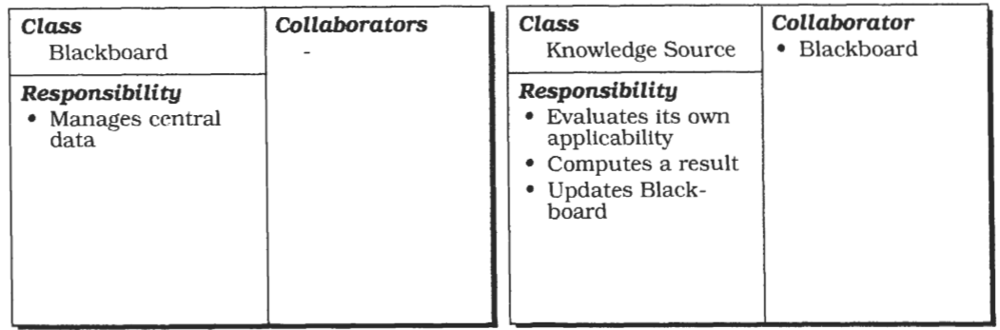 Class
Blackboard
Collaborators
-
Responsibility
• Manages central
data
Class
Knowledge Source
Collaborator
• Blackboard
Responsibility
• Evaluates its own
applicability
• Computes a result
• Updates Black-
board